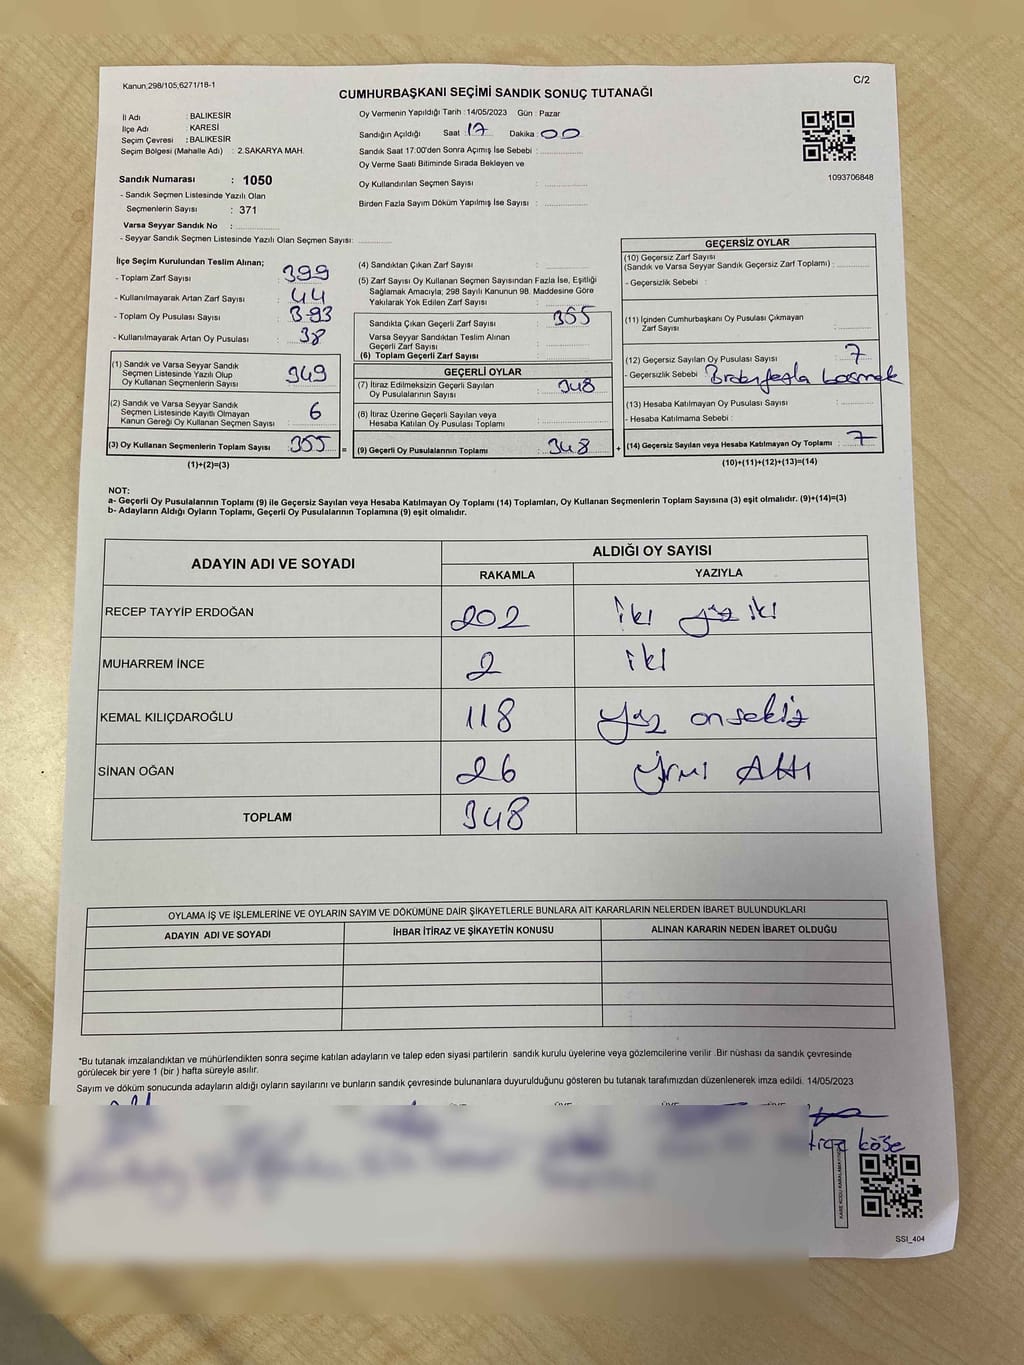 Kanun,298/105,6271/18-1
C/2
CUMHURBAŞKANI SEÇİMİ SANDIK SONUÇ TUTANAĞI
İl Adı : BALIKESİR
İlçe Adı : KARESİ
Seçim Çevresi : BALIKESİR
Seçim Bölgesi (Mahalle Adı) : 2.SAKARYA MAH.
Oy Vermenin Yapıldığı Tarih :14/05/2023 Gün : Pazar
Sandığın Açıldığı Saat : 17 Dakika : 00
Sandık Saat 17:00'den Sonra Açımış İse Sebebi :
Oy Verme Saati Bitiminde Sırada Bekleyen ve
Oy Kullandırılan Seçmen Sayısı :
Birden Fazla Sayım Döküm Yapılmış İse Sayısı :
1093706848
Sandık Numarası : 1050
- Sandık Seçmen Listesinde Yazılı Olan
Seçmenlerin Sayısı : 371
Varsa Seyyar Sandık No :
- Seyyar Sandık Seçmen Listesinde Yazılı Olan Seçmen Sayısı:
İlçe Seçim Kurulundan Teslim Alınan;
- Toplam Zarf Sayısı : 399
- Kullanılmayarak Artan Zarf Sayısı : 44
- Toplam Oy Pusulası Sayısı : 393
- Kullanılmayarak Artan Oy Pusulası : 38
(1) Sandık ve Varsa Seyyar Sandık
Seçmen Listesinde Yazılı Olup
Oy Kullanan Seçmenlerin Sayısı : 349
(2) Sandık ve Varsa Seyyar Sandık
Seçmen Listesinde Kayıtlı Olmayan
Kanun Gereği Oy Kullanan Seçmen Sayısı : 6
(3) Oy Kullanan Seçmenlerin Toplam Sayısı : 355
(1)+(2)=(3)
(4) Sandıktan Çıkan Zarf Sayısı :
(5) Zarf Sayısı Oy Kullanan Seçmen Sayısından Fazla İse, Eşitliği
Sağlamak Amacıyla; 298 Sayılı Kanunun 98. Maddesine Göre
Yakılarak Yok Edilen Zarf Sayısı :
Sandıkta Çıkan Geçerli Zarf Sayısı : 355
Varsa Seyyar Sandıktan Teslim Alınan
Geçerli Zarf Sayısı :
(6) Toplam Geçerli Zarf Sayısı :
GEÇERLİ OYLAR
(7) İtiraz Edilmeksizin Geçerli Sayılan
Oy Pusulasının Sayısı : 348
(8) İtiraz Üzerine Geçerli Sayılan veya
Hesaba Katılan Oy Pusulası Toplamı :
= (9) Geçerli Oy Pusulalarının Toplamı : 348 +
GEÇERSİZ OYLAR
(10) Geçersiz Zarf Sayısı
(Sandık ve Varsa Seyyar Sandık Geçersiz Zarf Toplamı) :
- Geçersizlik Sebebi :
(11) İçinden Cumhurbaşkanı Oy Pusulası Çıkmayan
Zarf Sayısı :
(12) Geçersiz Sayılan Oy Pusulası Sayısı : 7
- Geçersizlik Sebebi : Birden fazla basmak
(13) Hesaba Katılmayan Oy Pusulası Sayısı :
- Hesaba Katılmama Sebebi :
(14) Geçersiz Sayılan veya Hesaba Katılmayan Oy Toplamı : 7
(10)+(11)+(12)+(13)=(14)
NOT:
a- Geçerli Oy Pusulalarının Toplamı (9) ile Geçersiz Sayılan veya Hesaba Katılmayan Oy Toplamı (14) Toplamları, Oy Kullanan Seçmenlerin Toplam Sayısına (3) eşit olmalıdır. (9)+(14)=(3)
b- Adayların Aldığı Oyların Toplamı, Geçerli Oy Pusulalarının Toplamına (9) eşit olmalıdır.
ADAYIN ADI VE SOYADI
ALDIĞI OY SAYISI
RAKAMLA YAZIYLA
RECEP TAYYİP ERDOĞAN 202 iki yüz iki
MUHARREM İNCE 2 iki
KEMAL KILIÇDAROĞLU 118 yüz onsekiz
SİNAN OĞAN 26 yirmi Altı
TOPLAM 348
OYLAMA İŞ VE İŞLEMLERİNE VE OYLARIN SAYIM VE DÖKÜMÜNE DAİR ŞİKAYETLERLE BUNLARA AİT KARARLARIN NELERDEN İBARET BULUNDUKLARI
ADAYIN ADI VE SOYADI İHBAR İTİRAZ VE ŞİKAYETİN KONUSU ALINAN KARARIN NEDEN İBARET OLDUĞU
*Bu tutanak imzalandıktan ve mühürlendikten sonra seçime katılan adayların ve talep eden siyasi partilerin sandık kurulu üyelerine veya gözlemcilerine verilir .Bir nüshası da sandık çevresinde
görülecek bir yere 1 (bir ) hafta süreyle asılır.
Sayım ve döküm sonucunda adayların aldığı oyların sayılarını ve bunların sandık çevresinde bulunanlara duyurulduğunu gösteren bu tutanak tarafımızdan düzenlenerek imza edildi. 14/05/2023
köse
SSI_404